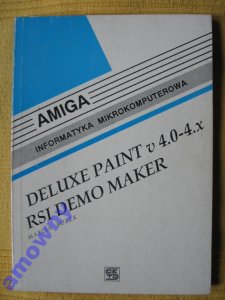 AMIGA
INFORMATYKA MIKROKOMPUTEROWA
DELUXE PAINT v 4.0-4.x
RSI DEMO MAKER